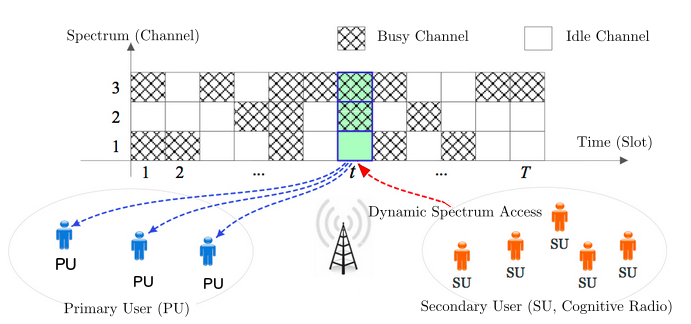 Spectrum (Channel)
Busy Channel
Idle Channel
3
2
1
Time (Slot)
1 2 ... t ... T
Dynamic Spectrum Access
PU
PU
PU
SU
SU
SU
SU
SU
Primary User (PU)
Secondary User (SU, Cognitive Radio)